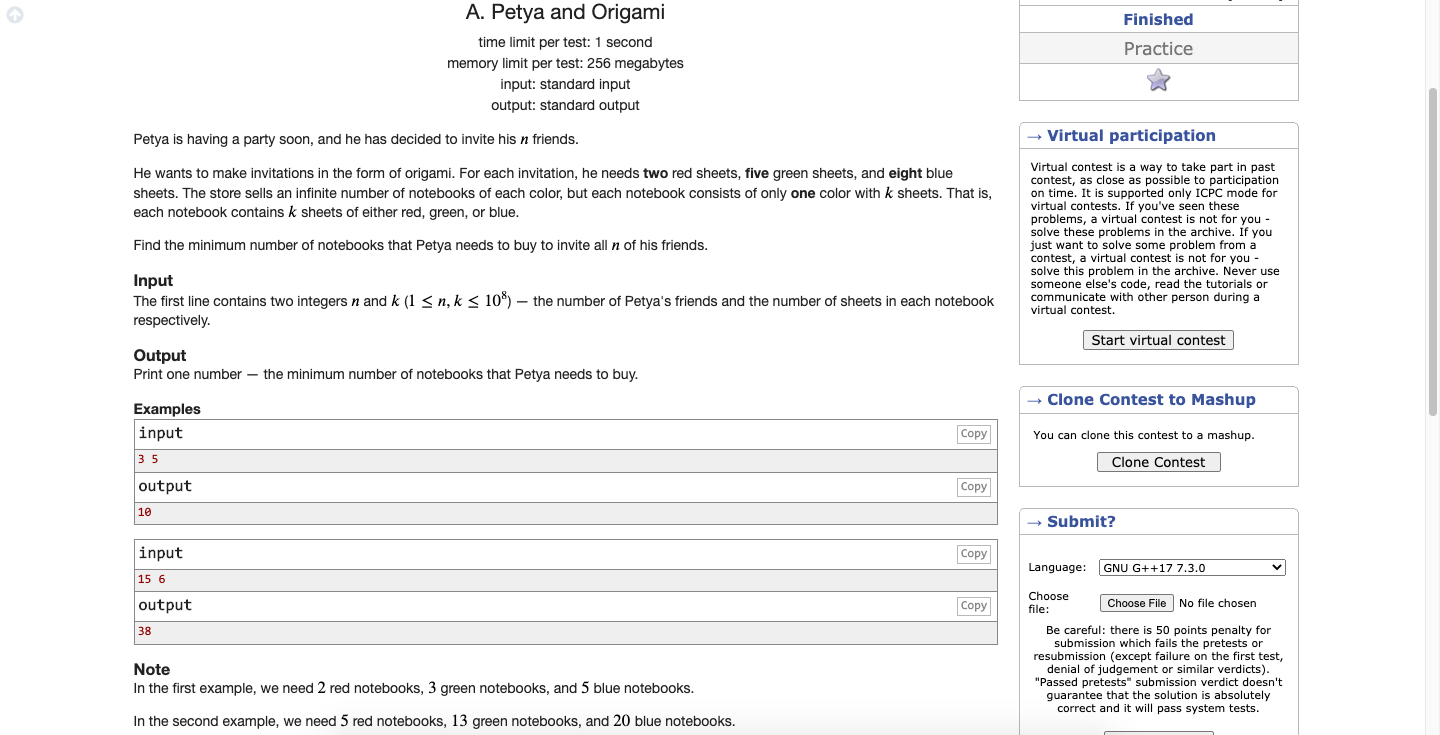 A. Petya and Origami
time limit per test: 1 second
memory limit per test: 256 megabytes
input: standard input
output: standard output
Petya is having a party soon, and he has decided to invite his n friends.
He wants to make invitations in the form of origami. For each invitation, he needs two red sheets, five green sheets, and eight blue
sheets. The store sells an infinite number of notebooks of each color, but each notebook consists of only one color with k sheets. That is,
each notebook contains k sheets of either red, green, or blue.
Find the minimum number of notebooks that Petya needs to buy to invite all n of his friends.
Input
The first line contains two integers n and k (1 ≤ n, k ≤ 10⁸) — the number of Petya's friends and the number of sheets in each notebook
respectively.
Output
Print one number — the minimum number of notebooks that Petya needs to buy.
Examples
input
Copy
3 5
output
Copy
10
input
Copy
15 6
output
Copy
38
Note
In the first example, we need 2 red notebooks, 3 green notebooks, and 5 blue notebooks.
In the second example, we need 5 red notebooks, 13 green notebooks, and 20 blue notebooks.
Finished
Practice
→ Virtual participation
Virtual contest is a way to take part in past
contest, as close as possible to participation
on time. It is supported only ICPC mode for
virtual contests. If you've seen these
problems, a virtual contest is not for you -
solve these problems in the archive. If you
just want to solve some problem from a
contest, a virtual contest is not for you -
solve this problem in the archive. Never use
someone else's code, read the tutorials or
communicate with other person during a
virtual contest.
Start virtual contest
→ Clone Contest to Mashup
You can clone this contest to a mashup.
Clone Contest
→ Submit?
Language: GNU G++17 7.3.0
Choose
file: Choose File No file chosen
Be careful: there is 50 points penalty for
submission which fails the pretests or
resubmission (except failure on the first test,
denial of judgement or similar verdicts).
"Passed pretests" submission verdict doesn't
guarantee that the solution is absolutely
correct and it will pass system tests.